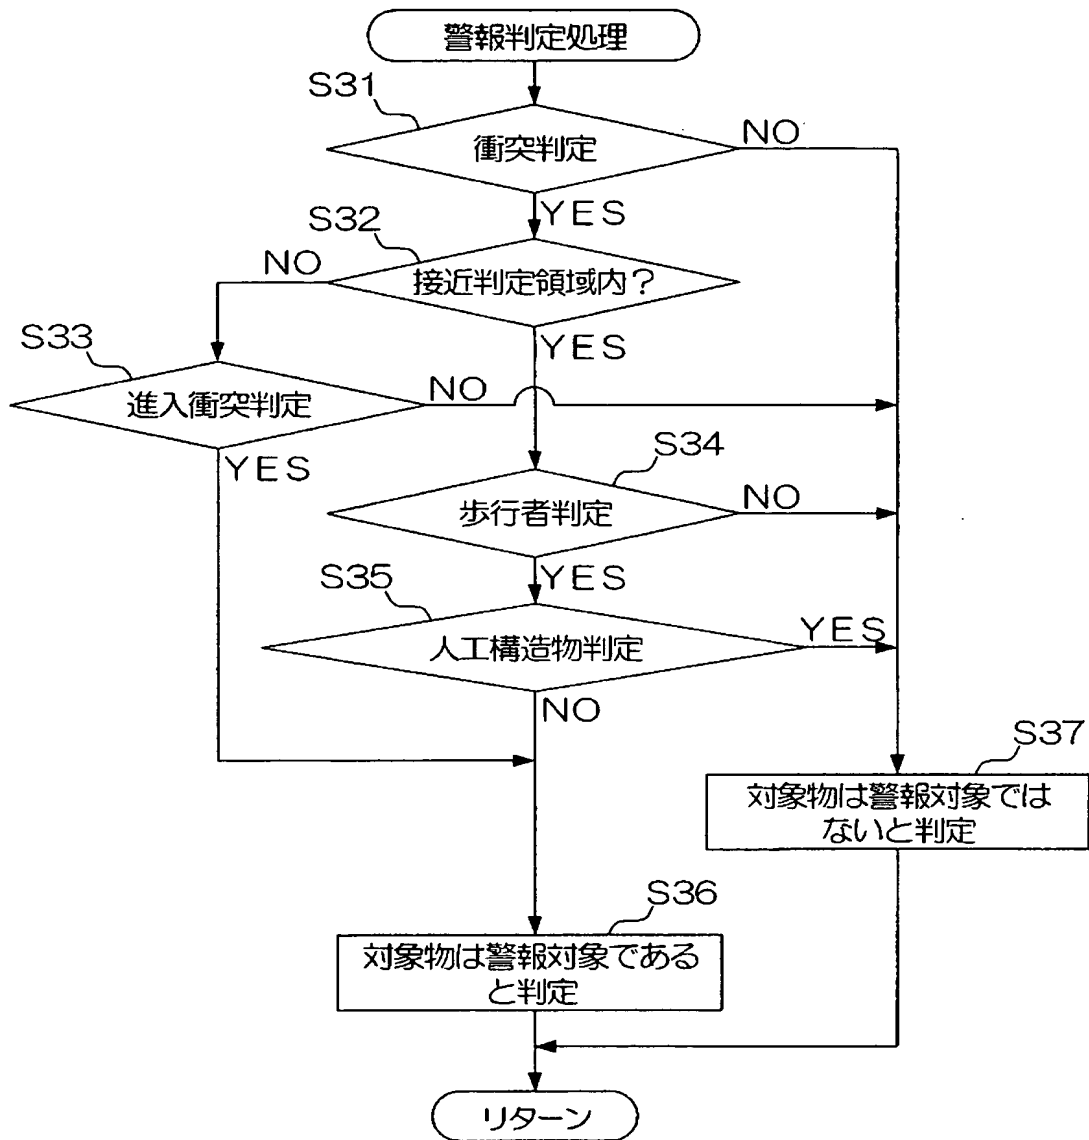 警報判定処理
S31
衝突判定
NO
YES
S32
NO
接近判定領域内？
YES
S33
進入衝突判定
NO
YES
S34
歩行者判定
NO
YES
S35
人工構造物判定
YES
NO
S37
対象物は警報対象では
ないと判定
S36
対象物は警報対象である
と判定
リターン